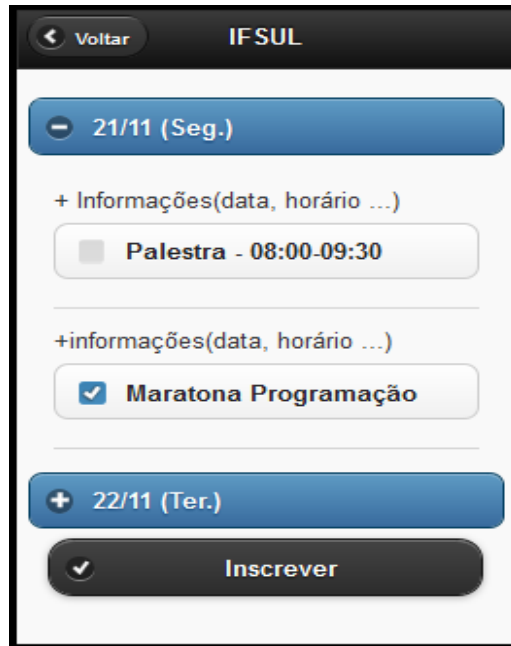 Voltar
IFSUL
21/11 (Seg.)
+ Informações(data, horário ...)
Palestra - 08:00-09:30
+informações(data, horário ...)
Maratona Programação
22/11 (Ter.)
Inscrever